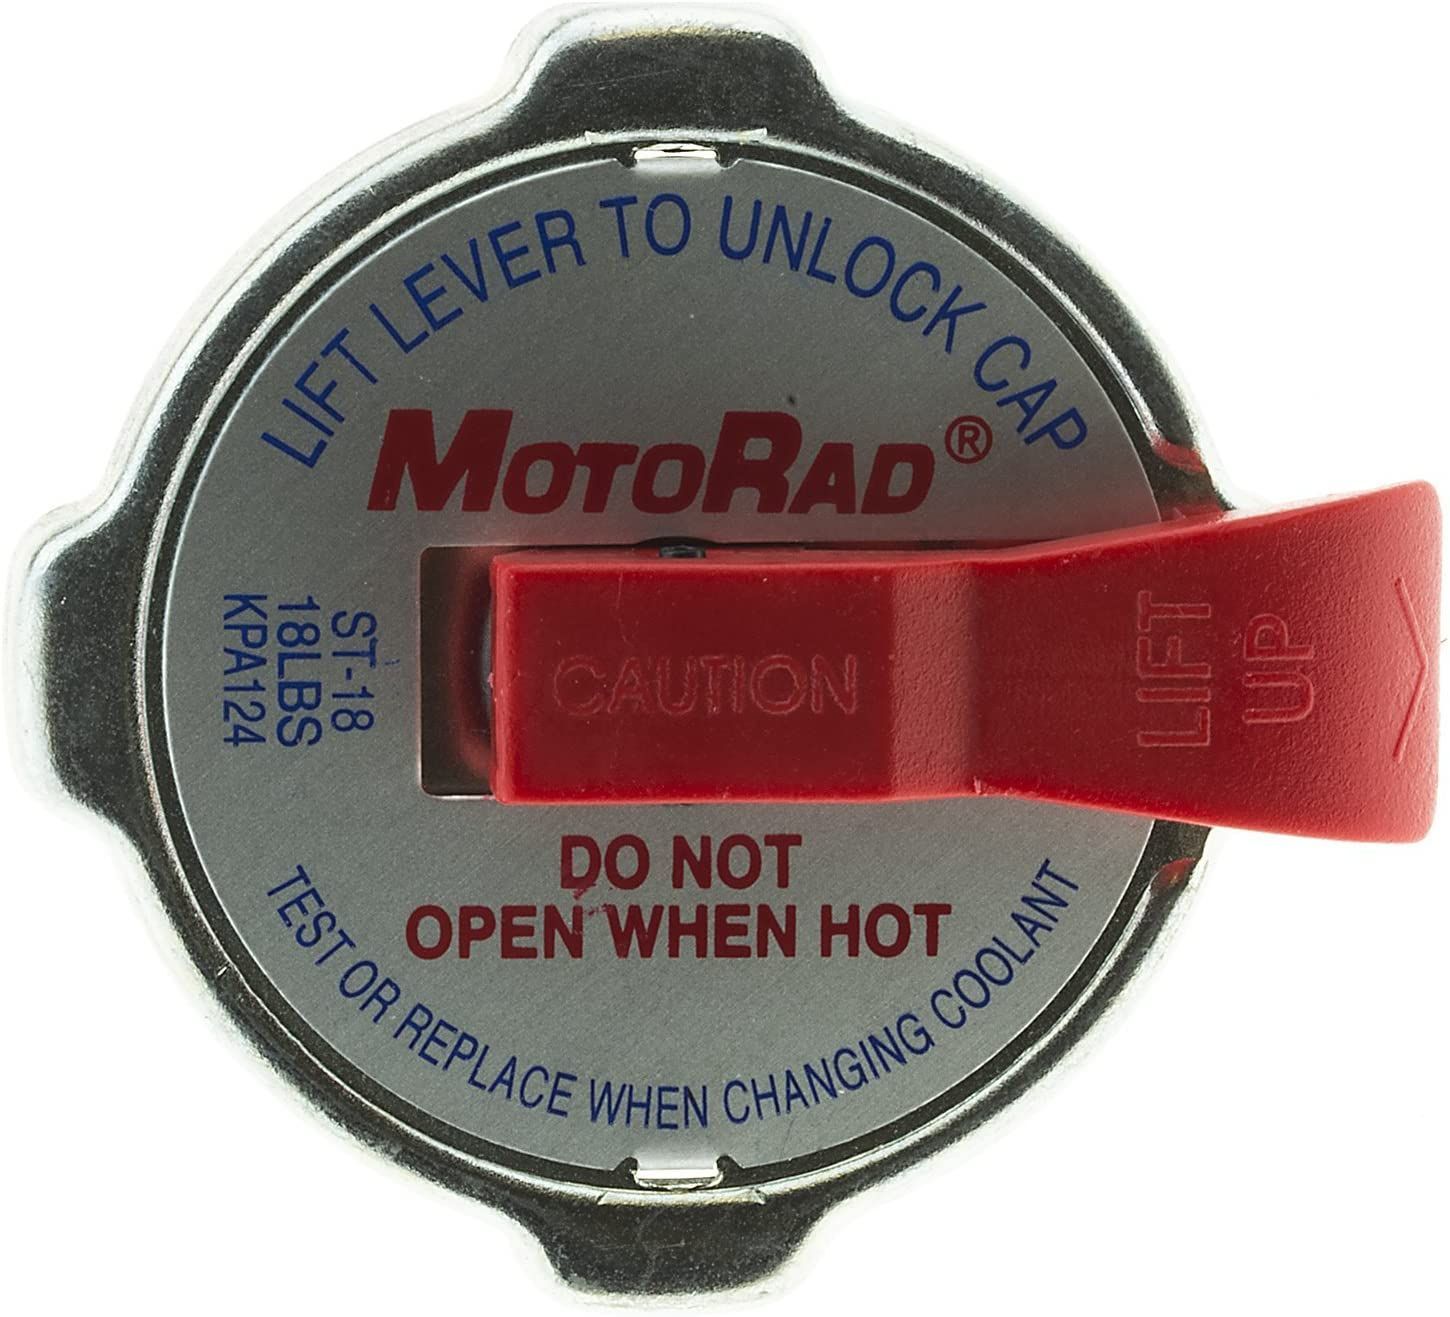 LIFT LEVER TO UNLOCK CAP
MOTORAD®
ST-18
18LBS
KPA124
CAUTION
LIFT
UP
DO NOT
OPEN WHEN HOT
TEST OR REPLACE WHEN CHANGING COOLANT